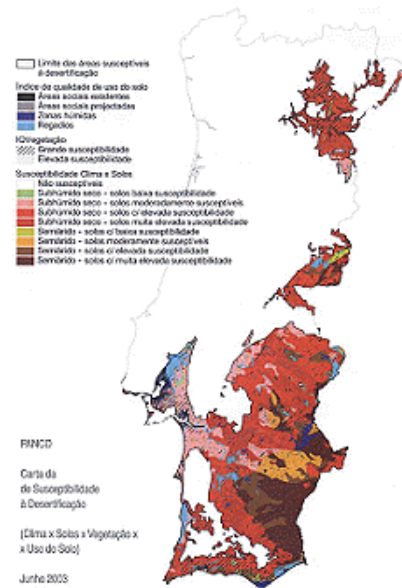 Limite das áreas susceptíveis
à desertificação
Índice de qualidade de uso do solo
Áreas sociais existentes
Áreas sociais projectadas
Zonas húmidas
Regadios
IQVegetação
Grande susceptibilidade
Elevada susceptibilidade
Susceptibilidade Clima e Solos
Não susceptíveis
Subhúmido seco + solos baixa susceptibilidade
Subhúmido seco + solos moderadamente susceptíveis
Subhúmido seco + solos c/ elevada susceptibilidade
Subhúmido seco + solos muita elevada susceptibilidade
Semiárido + solos c/ baixa susceptibilidade
Semiárido + solos moderamente susceptíveis
Semiárido + solos c/ elevada susceptibilidade
Semiárido + solos c/ muita elevada susceptibilidade
PANCD
Carta da
de Susceptibilidade
à Desertificação
(Clima x Solos x Vegetação x
x Uso do Solo)
Junho 2003